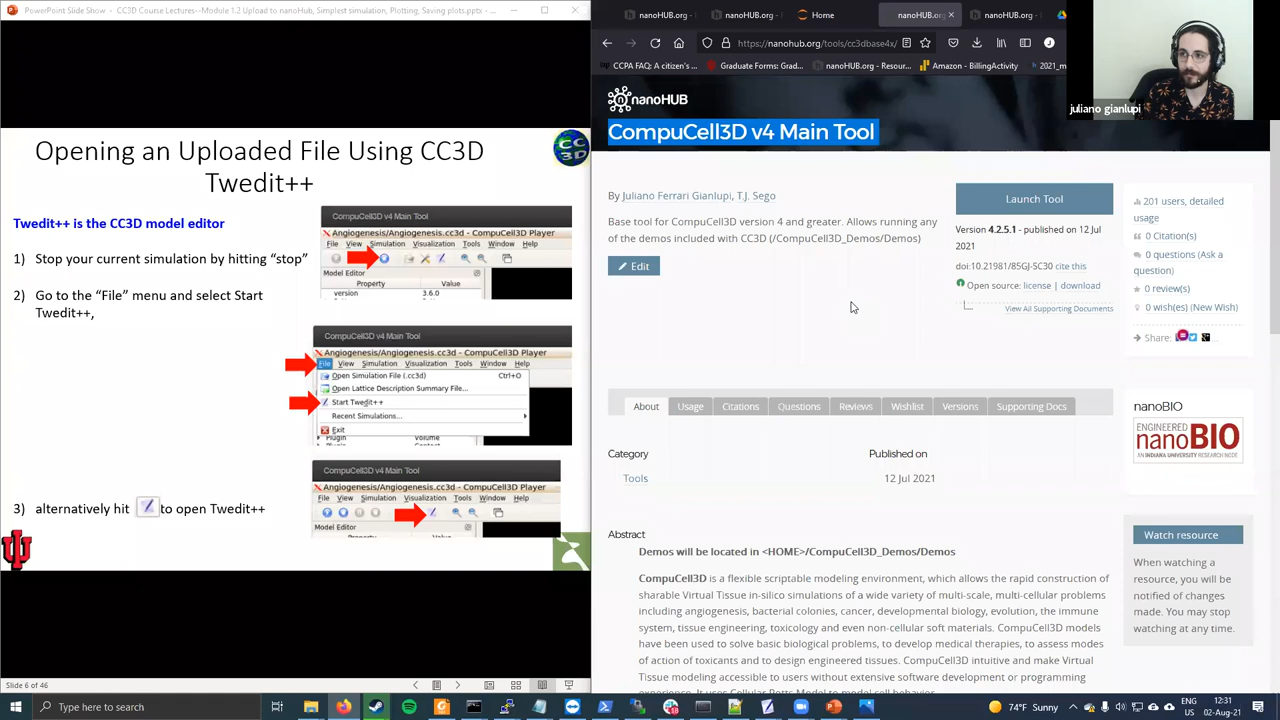 PowerPoint Slide Show - CC3D Course Lectures--Module 1.2 Upload to nanoHub, Simplest simulation, Plotting, Saving plots.pptx
Opening an Uploaded File Using CC3D
Twedit++
CC
3D
Twedit++ is the CC3D model editor
1) Stop your current simulation by hitting “stop”
2) Go to the “File” menu and select Start
Twedit++,
3) alternatively hit to open Twedit++
CompuCell3D v4 Main Tool
Angiogenesis/Angiogenesis.cc3d - CompuCell3D Player
File View Simulation Visualization Tools Window Help
Model Editor
Property Value
version 3.6.0
CompuCell3D v4 Main Tool
Angiogenesis/Angiogenesis.cc3d - CompuCell3D Player
File View Simulation Visualization Tools Window Help
Open Simulation File (.cc3d) Ctrl+O
Open Lattice Description Summary File...
Start Twedit++
Recent Simulations...
Exit
Plugin Volume
CompuCell3D v4 Main Tool
Angiogenesis/Angiogenesis.cc3d - CompuCell3D Player
File View Simulation Visualization Tools Window Help
Model Editor
Property Value
Slide 6 of 46
nanoHUB.org - nanoHUB.org - Home nanoHUB.org nanoHUB.org -
https://nanohub.org/tools/cc3dbase4x/
CCPA FAQ: A citizen's... Graduate Forms: Grad... nanoHUB.org - Resour... Amazon - BillingActivity 2021_m
juliano gianlupi
nanoHUB
CompuCell3D v4 Main Tool
By Juliano Ferrari Gianlupi, T.J. Sego
Base tool for CompuCell3D version 4 and greater. Allows running any
of the demos included with CC3D (/CompuCell3D_Demos/Demos)
Edit
Launch Tool
Version 4.2.5.1 - published on 12 Jul
2021
doi:10.21981/85GJ-SC30 cite this
Open source: license | download
View All Supporting Documents
201 users, detailed
usage
0 Citation(s)
0 questions (Ask a
question)
0 review(s)
0 wish(es) (New Wish)
Share:
...
About Usage Citations Questions Reviews Wishlist Versions Supporting Docs
Category Published on
Tools 12 Jul 2021
Abstract
Demos will be located in <HOME>/CompuCell3D_Demos/Demos
CompuCell3D is a flexible scriptable modeling environment, which allows the rapid construction of
sharable Virtual Tissue in-silico simulations of a wide variety of multi-scale, multi-cellular problems
including angiogenesis, bacterial colonies, cancer, developmental biology, evolution, the immune
system, tissue engineering, toxicology and even non-cellular soft materials. CompuCell3D models
have been used to solve basic biological problems, to develop medical therapies, to assess modes
of action of toxicants and to design engineered tissues. CompuCell3D intuitive and make Virtual
Tissue modeling accessible to users without extensive software development or programming
experience. It uses Cellular Potts Model to model cell behavior.
nanoBIO
ENGINEERED
nanoBIO
AN INDIANA UNIVERSITY RESEARCH NODE
Watch resource
When watching a
resource, you will be
notified of changes
made. You may stop
watching at any time.
Type here to search
74°F Sunny
ENG
US
12:31
02-Aug-21